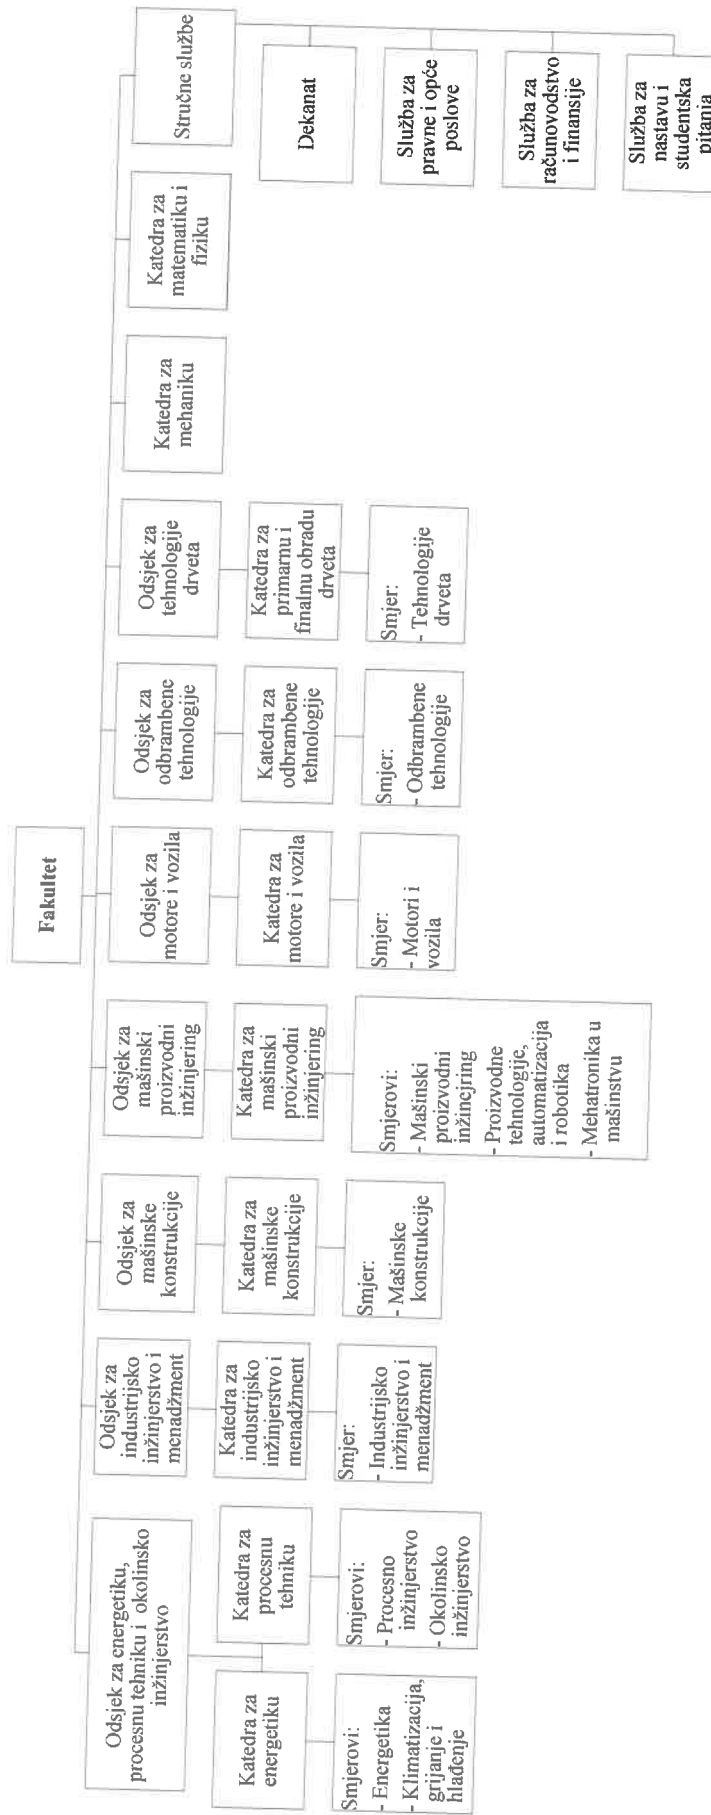 Fakultet
Odsjek za energetiku,
procesnu tehniku i okolinsko
inžinjerstvo
Odsjek za
industrijsko
inžinjerstvo i
menadžment
Odsjek za
mašinske
konstrukcije
Odsjek za
mašinski
proizvodni
inžinjering
Odsjek za
motore i vozila
Odsjek za
odbrambene
tehnologije
Odsjek za
tehnologije
drveta
Katedra za
mehaniku
Katedra za
matematiku i
fiziku
Stručne službe
Katedra za
energetiku
Katedra za
procesnu
tehniku
Katedra za
industrijsko
inžinjerstvo i
menadžment
Katedra za
mašinske
konstrukcije
Katedra za
mašinski
proizvodni
inžinjering
Katedra za
motore i vozila
Katedra za
odbrambene
tehnologije
Katedra za
primarnu i
finalnu obradu
drveta
Dekanat
Smjerovi:
- Energetika
- Klimatizacija,
grijanje i
hlađenje
Smjerovi:
- Procesno
inžinjerstvo
- Okolinsko
inžinjerstvo
Smjer:
- Industrijsko
inžinjerstvo i
menadžment
Smjer:
- Mašinske
konstrukcije
Smjerovi:
- Mašinski
proizvodni
inžinejring
- Proizvodne
tehnologije,
automatizacija
i robotika
- Mehatronika u
mašinstvu
Smjer:
- Motori i
vozila
Smjer:
- Odbrambene
tehnologije
Smjer:
- Tehnologije
drveta
Služba za
pravne i opće
poslove
Služba za
računovodstvo
i finansije
Služba za
nastavu i
studentska
pitanja